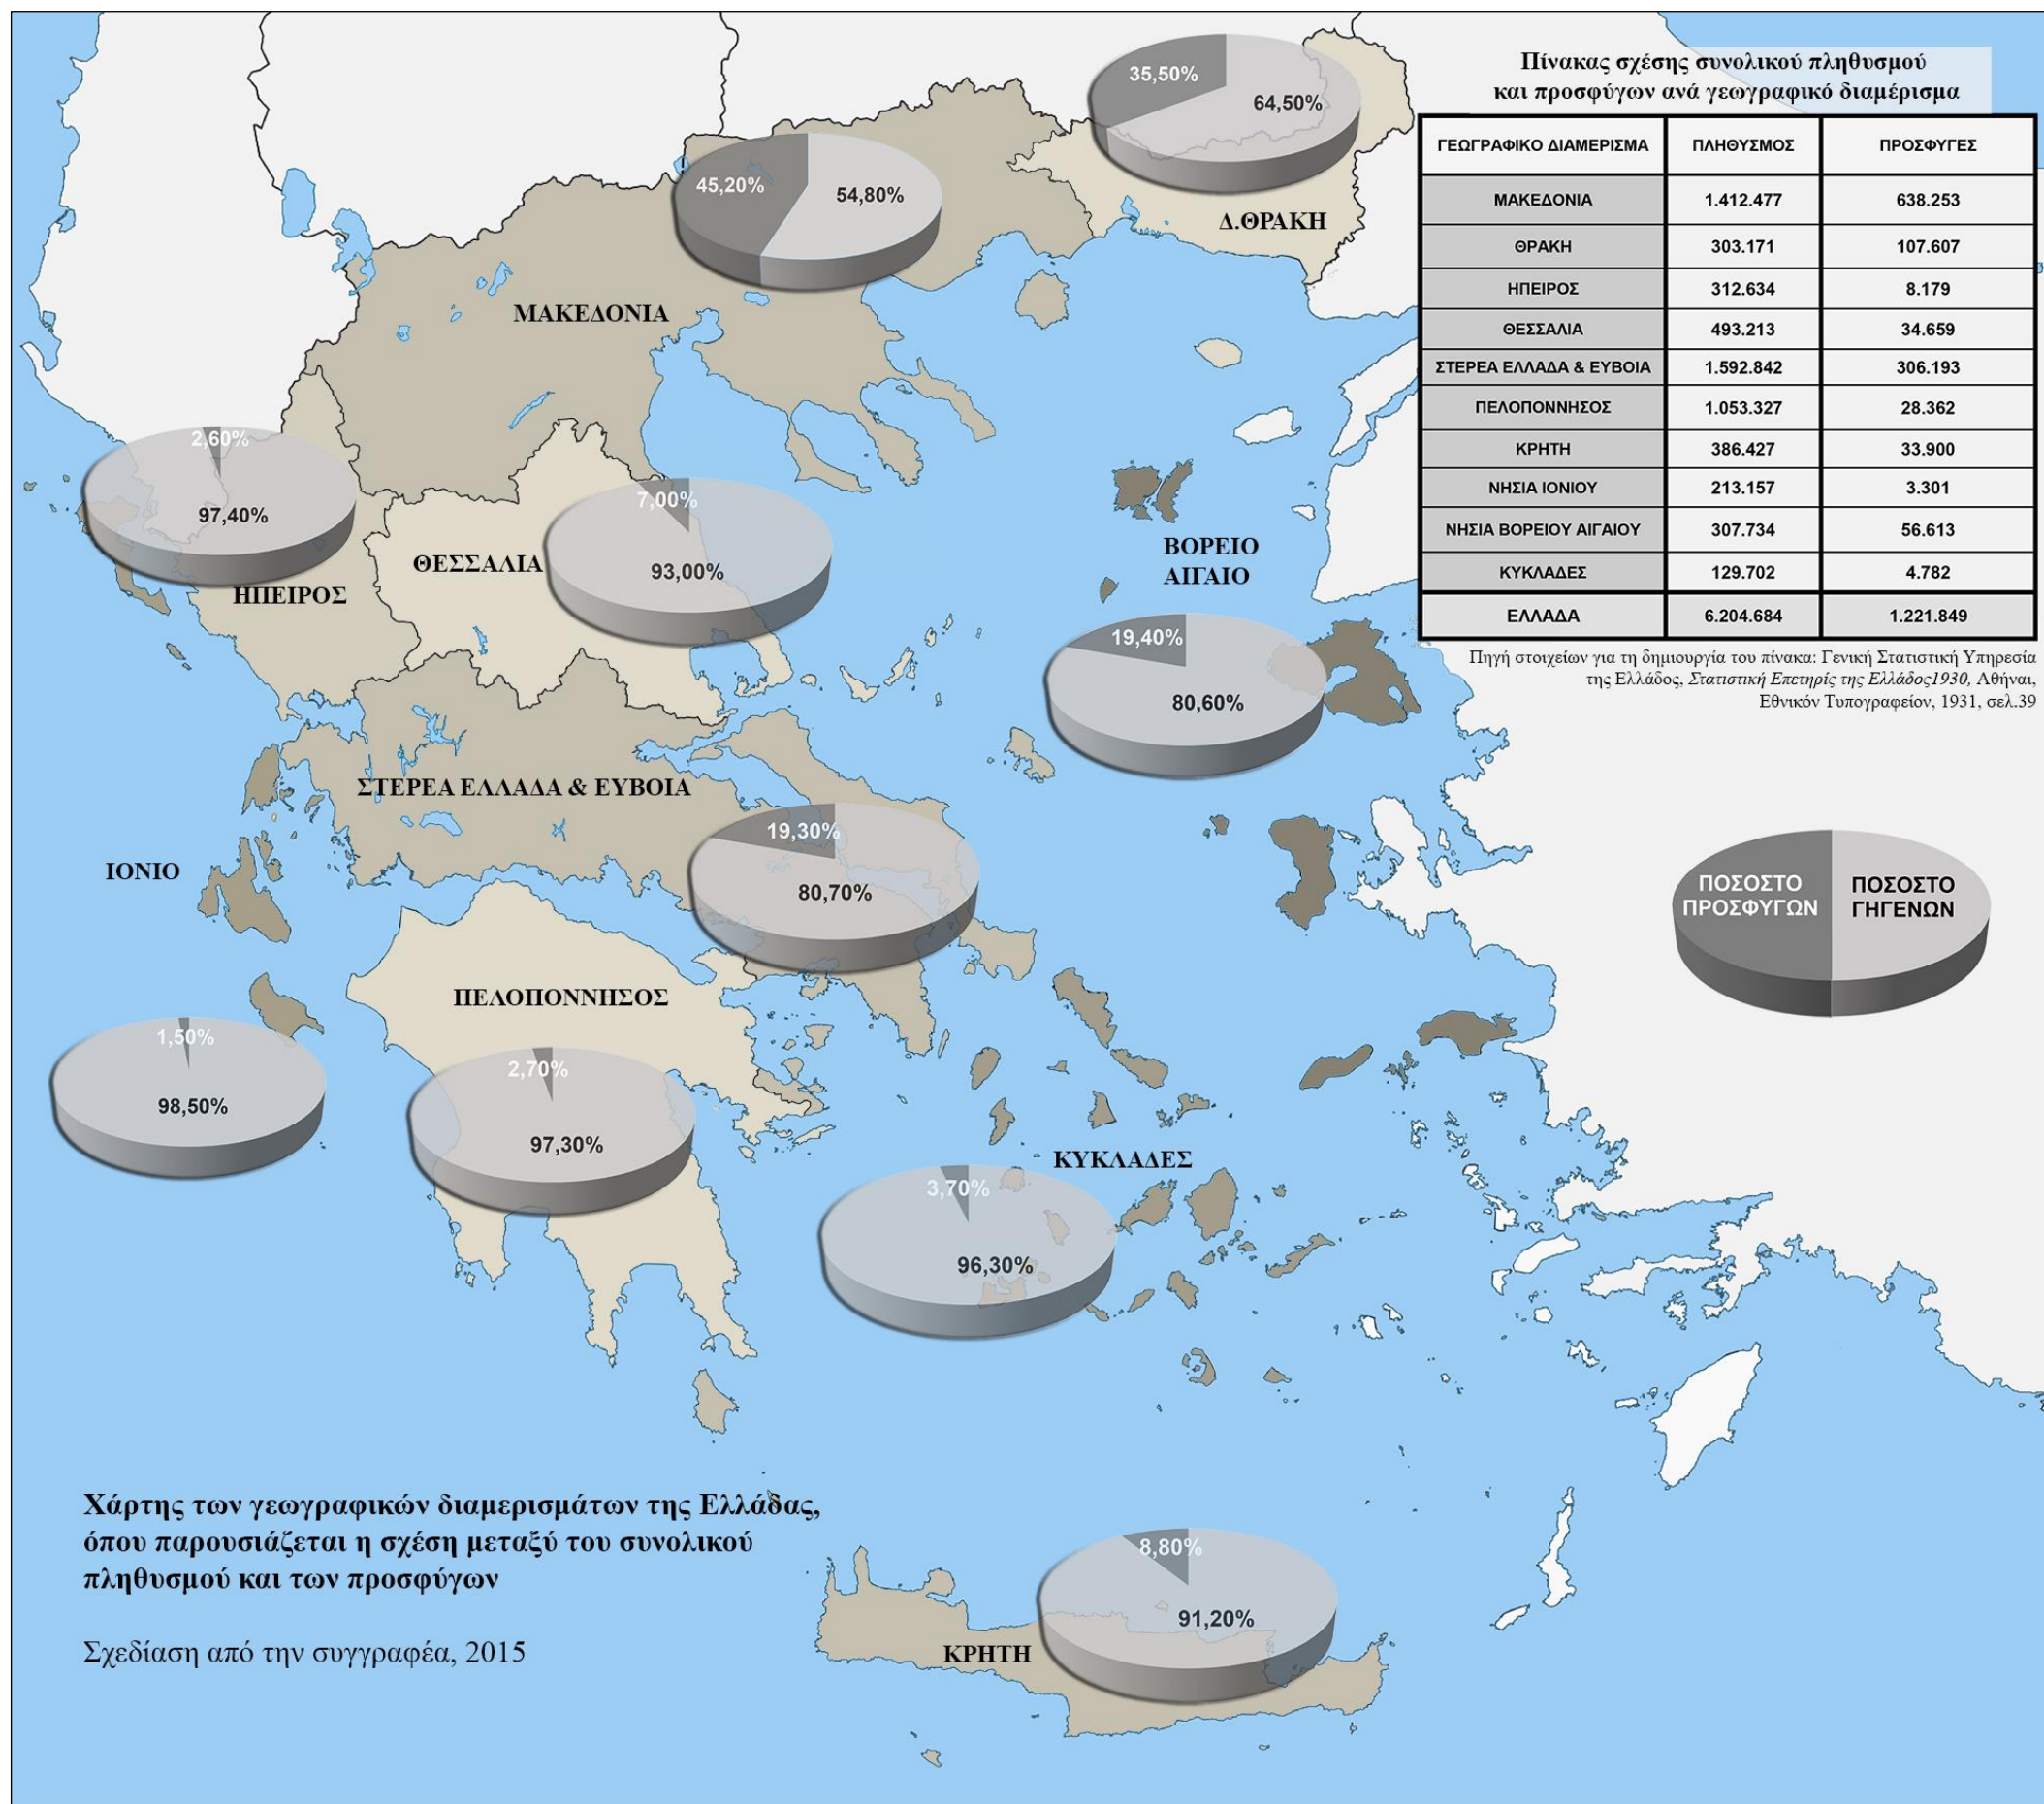 Πίνακας σχέσης συνολικού πληθυσμού
και προσφύγων ανά γεωγραφικό διαμέρισμα
ΓΕΩΓΡΑΦΙΚΟ ΔΙΑΜΕΡΙΣΜΑ ΠΛΗΘΥΣΜΟΣ ΠΡΟΣΦΥΓΕΣ
ΜΑΚΕΔΟΝΙΑ 1.412.477 638.253
ΘΡΑΚΗ 303.171 107.607
ΗΠΕΙΡΟΣ 312.634 8.179
ΘΕΣΣΑΛΙΑ 493.213 34.659
ΣΤΕΡΕΑ ΕΛΛΑΔΑ & ΕΥΒΟΙΑ 1.592.842 306.193
ΠΕΛΟΠΟΝΝΗΣΟΣ 1.053.327 28.362
ΚΡΗΤΗ 386.427 33.900
ΝΗΣΙΑ ΙΟΝΙΟΥ 213.157 3.301
ΝΗΣΙΑ ΒΟΡΕΙΟΥ ΑΙΓΑΙΟΥ 307.734 56.613
ΚΥΚΛΑΔΕΣ 129.702 4.782
ΕΛΛΑΔΑ 6.204.684 1.221.849
Πηγή στοιχείων για τη δημιουργία του πίνακα: Γενική Στατιστική Υπηρεσία
της Ελλάδος, Στατιστική Επετηρίς της Ελλάδος1930, Αθήναι,
Εθνικόν Τυπογραφείον, 1931, σελ.39
35,50%
64,50%
Δ.ΘΡΑΚΗ
45,20%
54,80%
ΜΑΚΕΔΟΝΙΑ
2,60%
97,40%
ΗΠΕΙΡΟΣ
7,00%
93,00%
ΘΕΣΣΑΛΙΑ
ΒΟΡΕΙΟ
ΑΙΓΑΙΟ
19,40%
80,60%
ΣΤΕΡΕΑ ΕΛΛΑΔΑ & ΕΥΒΟΙΑ
19,30%
80,70%
ΙΟΝΙΟ
ΠΟΣΟΣΤΟ
ΠΡΟΣΦΥΓΩΝ
ΠΟΣΟΣΤΟ
ΓΗΓΕΝΩΝ
ΠΕΛΟΠΟΝΝΗΣΟΣ
1,50%
98,50%
2,70%
97,30%
ΚΥΚΛΑΔΕΣ
3,70%
96,30%
Χάρτης των γεωγραφικών διαμερισμάτων της Ελλάδας,
όπου παρουσιάζεται η σχέση μεταξύ του συνολικού
πληθυσμού και των προσφύγων
Σχεδίαση από την συγγραφέα, 2015
8,80%
91,20%
ΚΡΗΤΗ